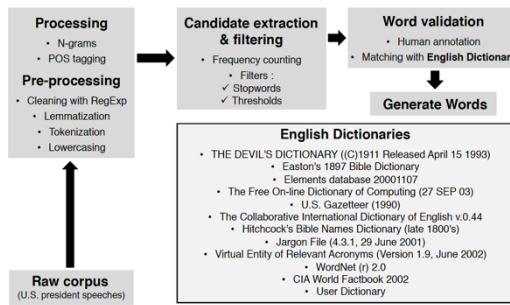 Processing
• N-grams
• POS tagging
Pre-processing
• Cleaning with RegExp
• Lemmatization
• Tokenization
• Lowercasing
Raw corpus
(U.S. president speeches)
Candidate extraction
& filtering
• Frequency counting
• Filters :
✓ Stopwords
✓ Thresholds
Word validation
• Human annotation
• Matching with English Dictionar
Generate Words
English Dictionaries
• THE DEVIL'S DICTIONARY ((C)1911 Released April 15 1993)
• Easton's 1897 Bible Dictionary
• Elements database 20001107
• The Free On-line Dictionary of Computing (27 SEP 03)
• U.S. Gazetteer (1990)
• The Collaborative International Dictionary of English v.0.44
• Hitchcock's Bible Names Dictionary (late 1800's)
• Jargon File (4.3.1, 29 June 2001)
• Virtual Entity of Relevant Acronyms (Version 1.9, June 2002)
• WordNet (r) 2.0
• CIA World Factbook 2002
• User Dictionary